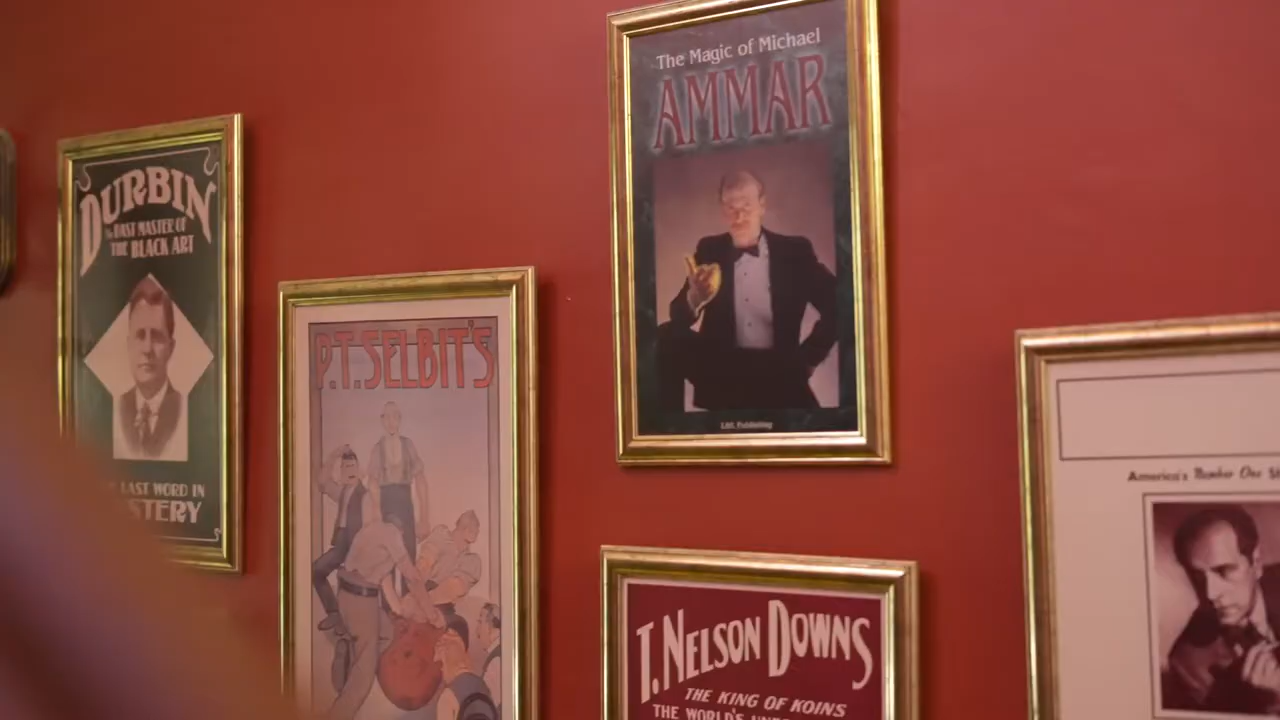 DURBIN
PAST MASTER OF
THE BLACK ART
LAST WORD IN
STERY
P.T. SELBIT'S
The Magic of Michael
AMMAR
L&L Publishing
T. NELSON DOWNS
THE KING OF KOINS
THE WORLD'S
America's Number One